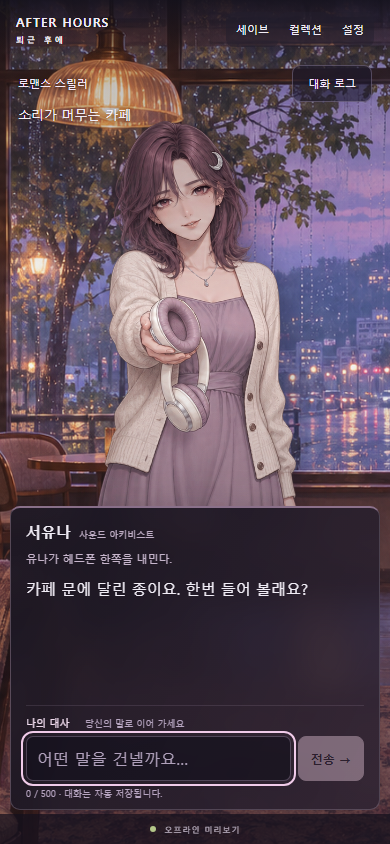 AFTER HOURS
퇴근 후에
세이브 컬렉션 설정
로맨스 스릴러
대화 로그
소리가 머무는 카페
서유나 사운드 아키비스트
유나가 헤드폰 한쪽을 내민다.
카페 문에 달린 종이요. 한번 들어 볼래요?
나의 대사 당신의 말로 이어 가세요
어떤 말을 건넬까요...
전송 →
0 / 500 · 대화는 자동 저장됩니다.
오프라인 미리보기